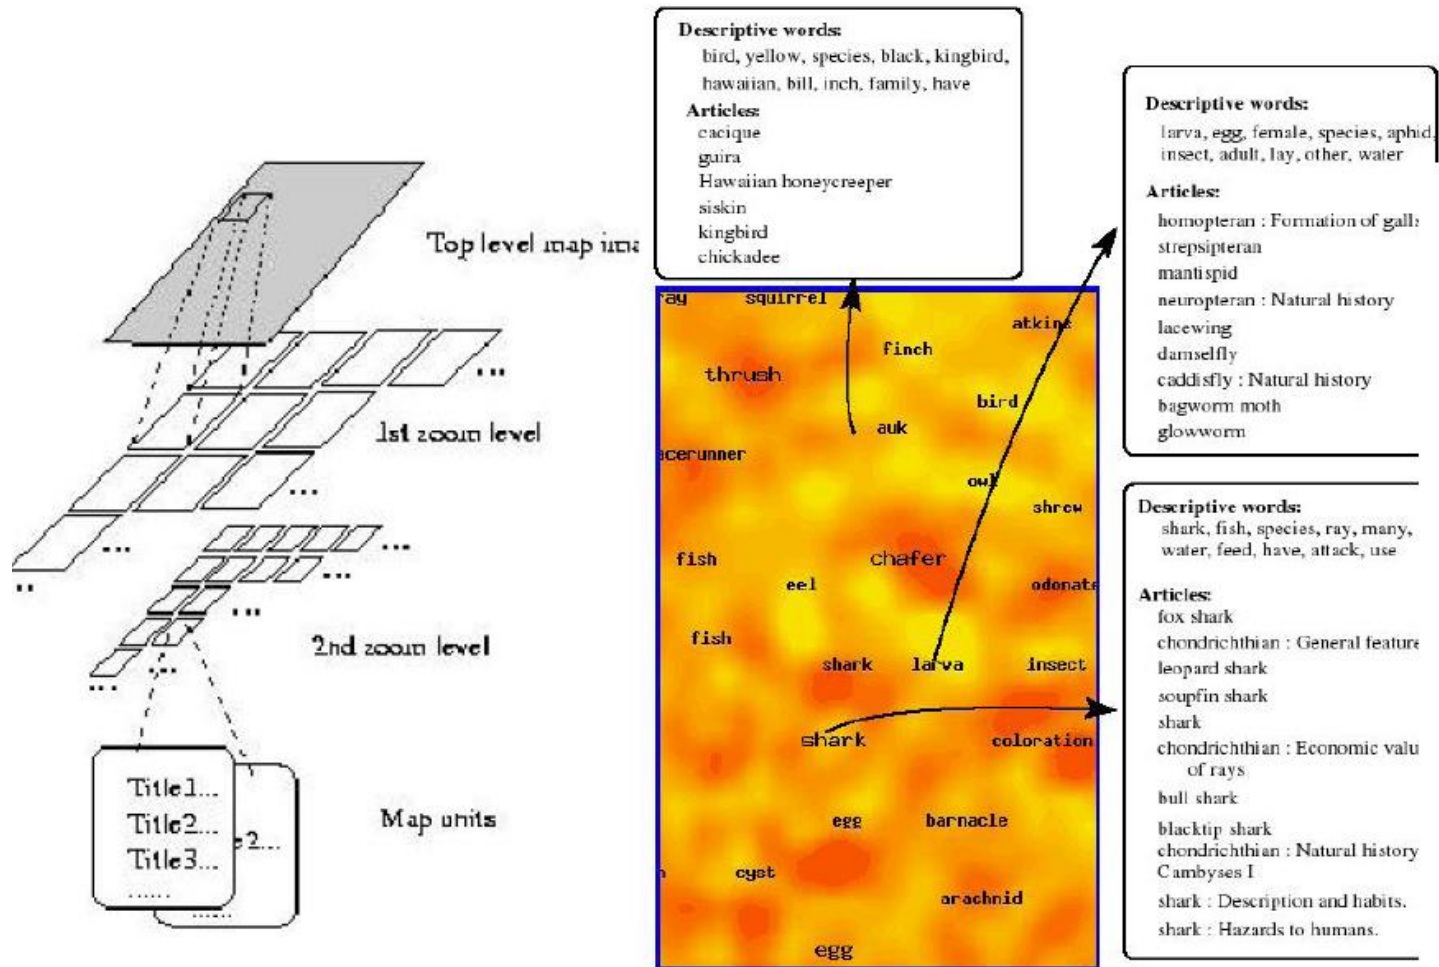 Top level map ima
1st zoom level
2nd zoom level
Map units
Title1...
Title2...
Title3...
......
e2...
.....
Descriptive words:
bird, yellow, species, black, kingbird,
hawaiian, bill, inch, family, have
Articles:
cacique
guira
Hawaiian honeycreeper
siskin
kingbird
chickadee
ray
squirrel
atkins
finch
thrush
bird
auk
acerunner
owl
shrew
chafer
fish
eel
odonate
fish
shark
larva
insect
shark
coloration
egg
barnacle
cyst
arachnid
egg
Descriptive words:
larva, egg, female, species, aphid,
insect, adult, lay, other, water
Articles:
homopteran : Formation of galls
strepsipteran
mantispid
neuropteran : Natural history
lacewing
damselfly
caddisfly : Natural history
bagworm moth
glowworm
Descriptive words:
shark, fish, species, ray, many,
water, feed, have, attack, use
Articles:
fox shark
chondrichthian : General feature
leopard shark
soupfin shark
shark
chondrichthian : Economic valu
of rays
bull shark
blacktip shark
chondrichthian : Natural history
Cambyses I
shark : Description and habits.
shark : Hazards to humans.